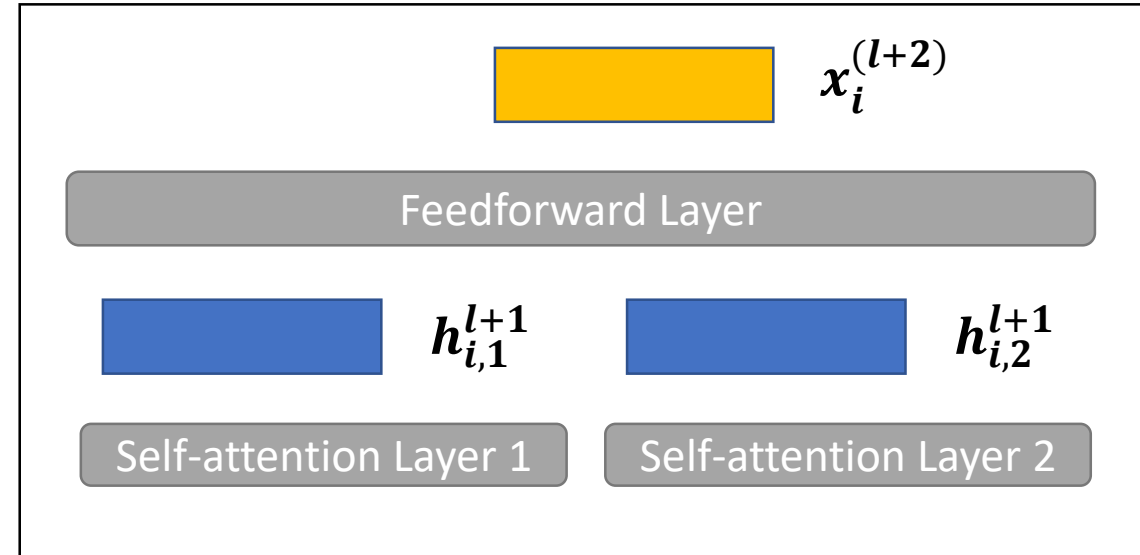 x_i^{(l+2)}
Feedforward Layer
h_{i,1}^{l+1} h_{i,2}^{l+1}
Self-attention Layer 1 Self-attention Layer 2